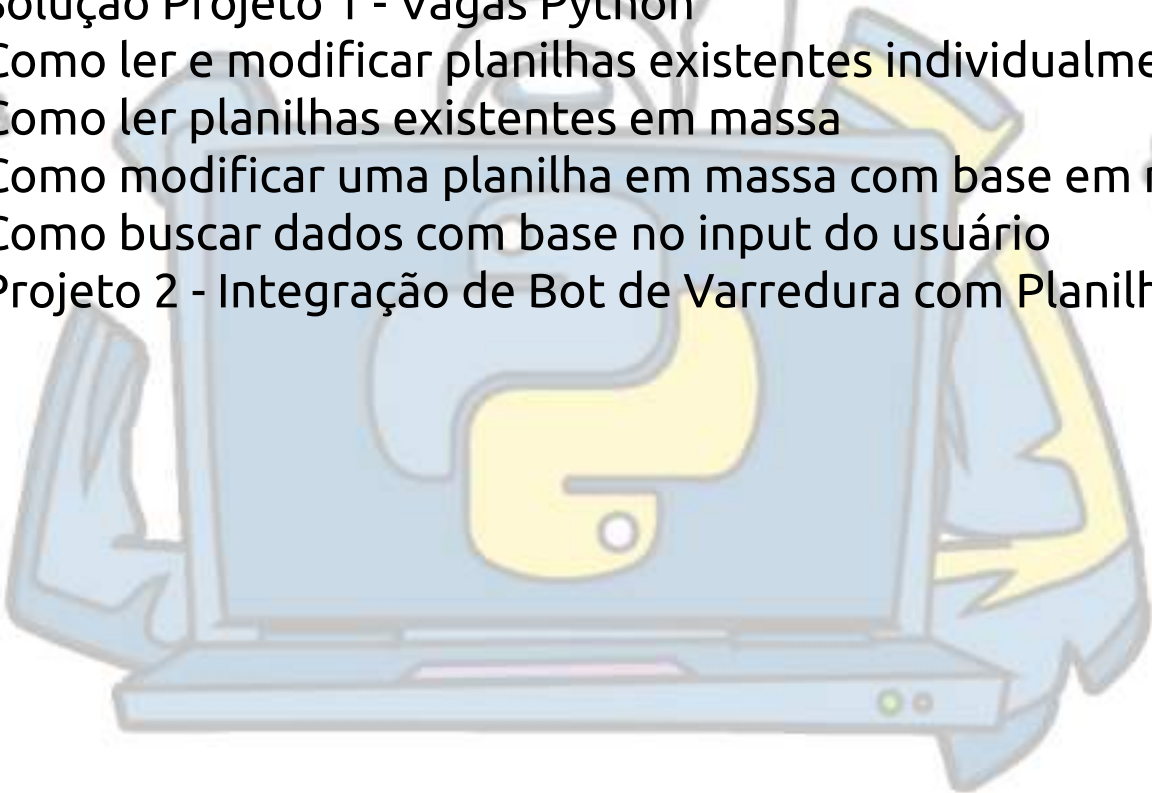 Solução Projeto 1 - Vagas Python
Como ler e modificar planilhas existentes
Como ler planilhas existentes em massa
Como modificar uma planilha em massa com base em
Como buscar dados com base no input do usuário
Projeto 2 - Integração de Bot de Varredura com